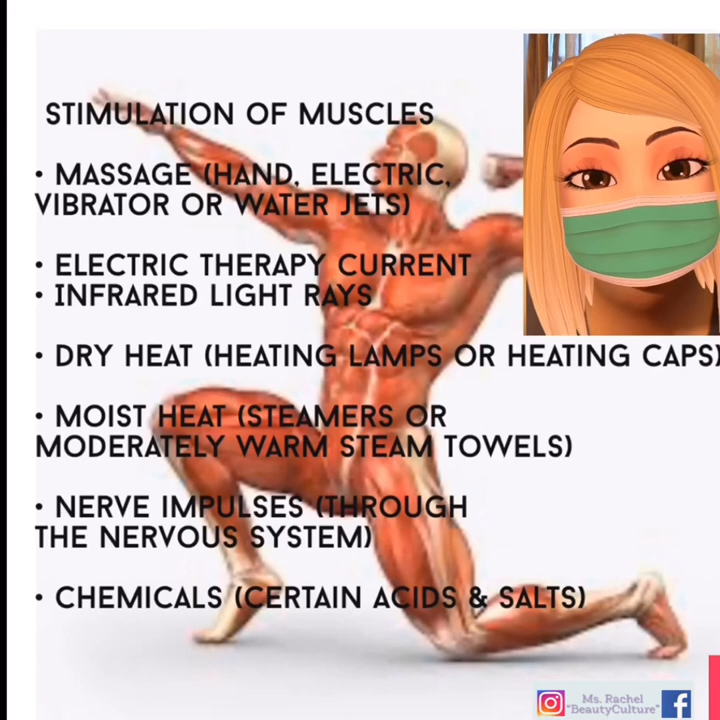 STIMULATION OF MUSCLES
• MASSAGE (HAND, ELECTRIC,
VIBRATOR OR WATER JETS)
• ELECTRIC THERAPY CURRENT
• INFRARED LIGHT RAYS
• DRY HEAT (HEATING LAMPS OR HEATING CAPS)
• MOIST HEAT (STEAMERS OR
MODERATELY WARM STEAM TOWELS)
• NERVE IMPULSES (THROUGH
THE NERVOUS SYSTEM)
• CHEMICALS (CERTAIN ACIDS & SALTS)
Ms. Rachel
"BeautyCulture"